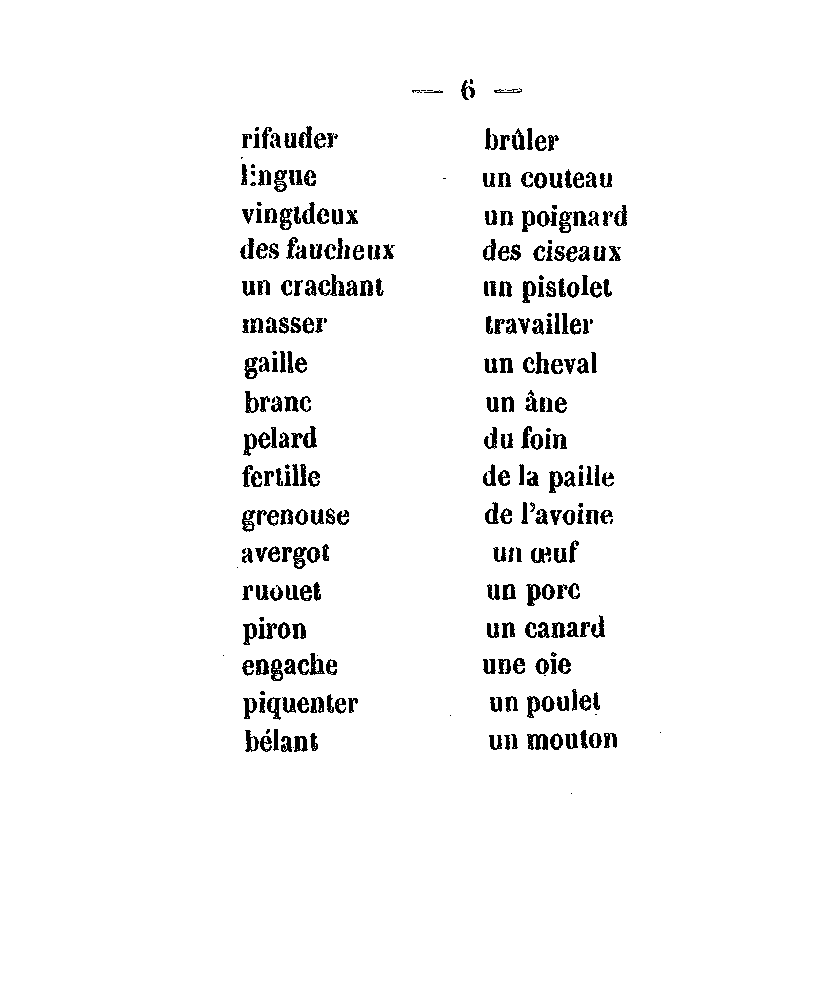 — 6 —
rifauder brûler
lingue un couteau
vingtdeux un poignard
des faucheux des ciseaux
un crachant un pistolet
masser travailler
gaille un cheval
branc un âne
pelard du foin
fertille de la paille
grenouse de l'avoine
avergot un œuf
ruouet un porc
piron un canard
engache une oie
piquenter un poulet
bélant un mouton